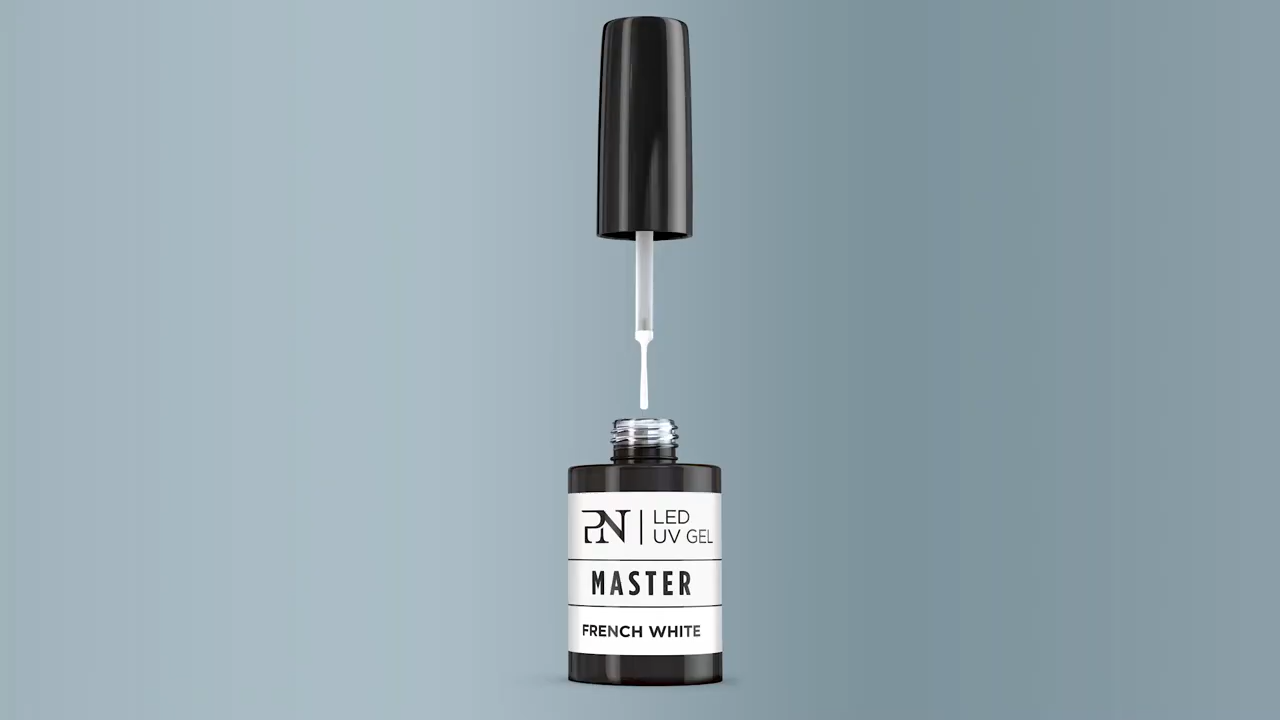 PN
LED
UV GEL
MASTER
FRENCH WHITE